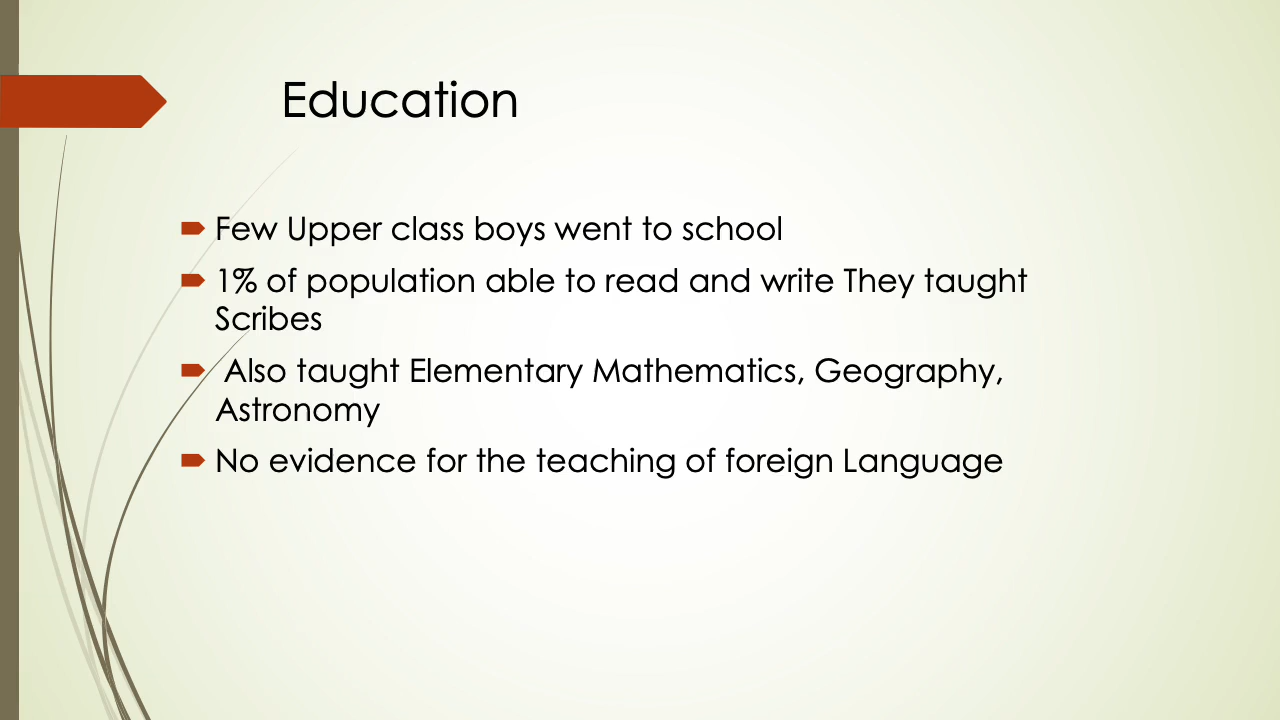 Education
Few Upper class boys went to school
1% of population able to read and write They taught
Scribes
Also taught Elementary Mathematics, Geography,
Astronomy
No evidence for the teaching of foreign Language